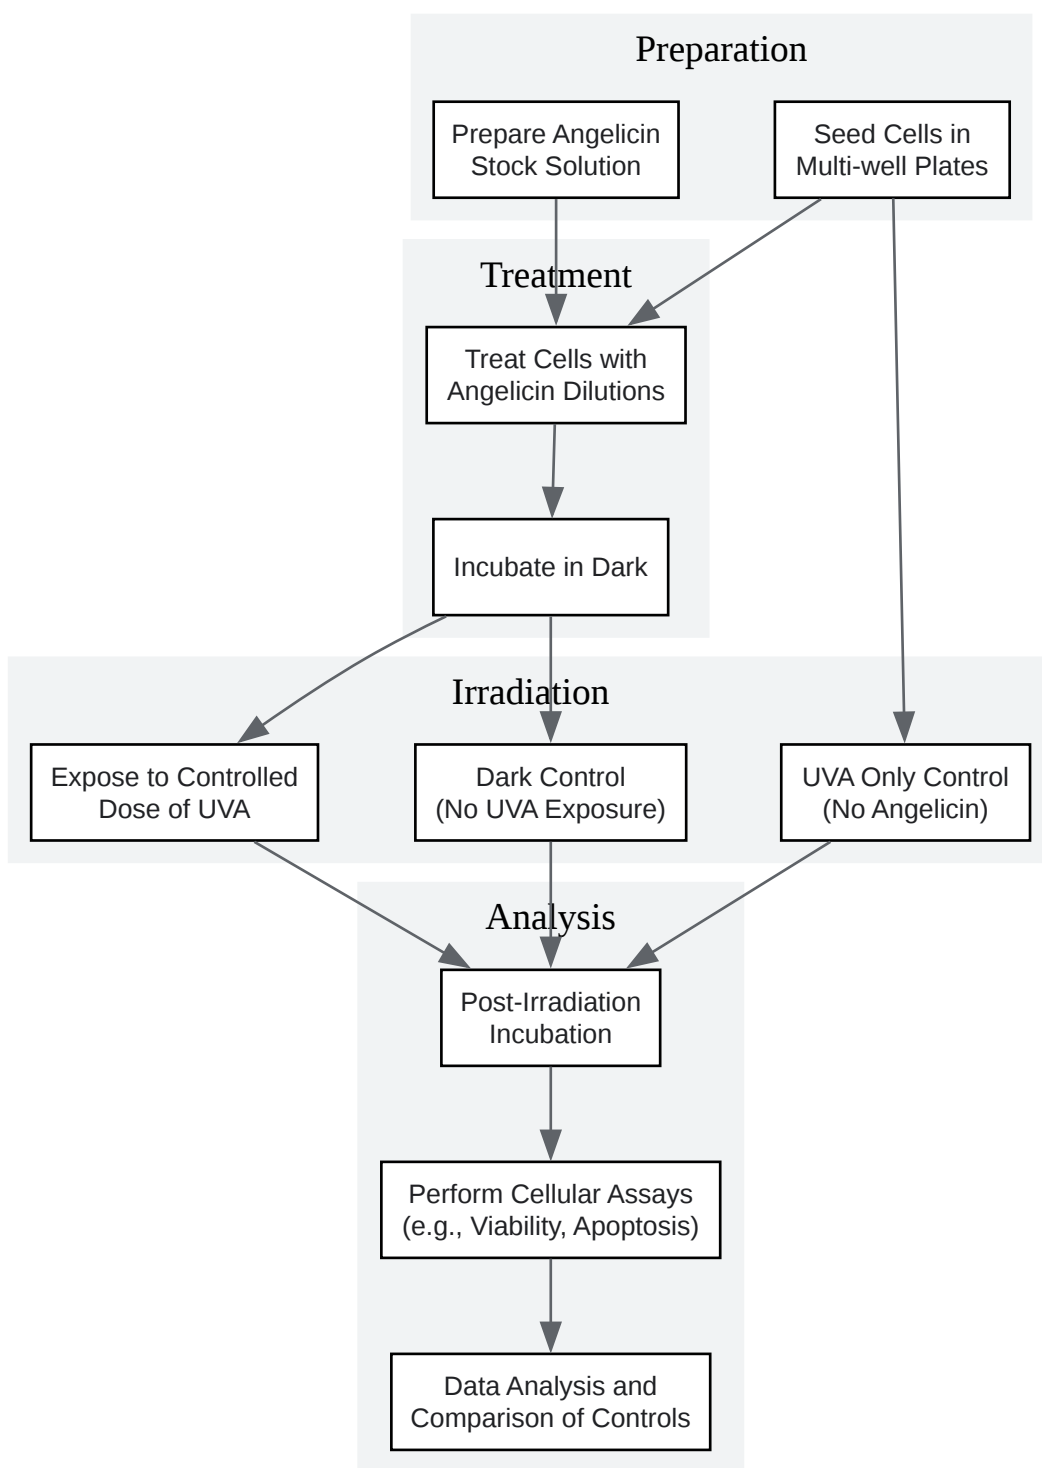 Preparation
Prepare Angelicin
Stock Solution
Seed Cells in
Multi-well Plates
Treatment
Treat Cells with
Angelicin Dilutions
Incubate in Dark
Irradiation
Expose to Controlled
Dose of UVA
Dark Control
(No UVA Exposure)
UVA Only Control
(No Angelicin)
Analysis
Post-Irradiation
Incubation
Perform Cellular Assays
(e.g., Viability, Apoptosis)
Data Analysis and
Comparison of Controls